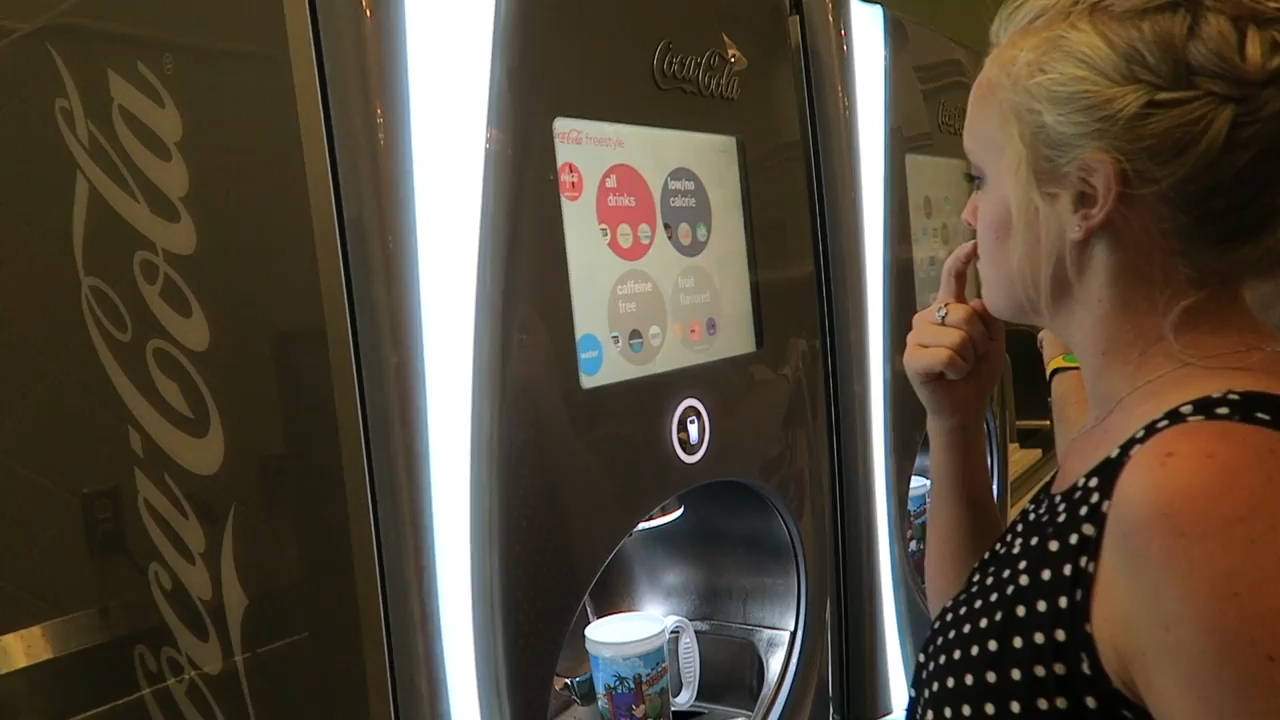 Coca-Cola®
Coca-Cola
Coca-Cola freestyle
all
drinks
low/no
calorie
caffeine
free
fruit
flavored
water